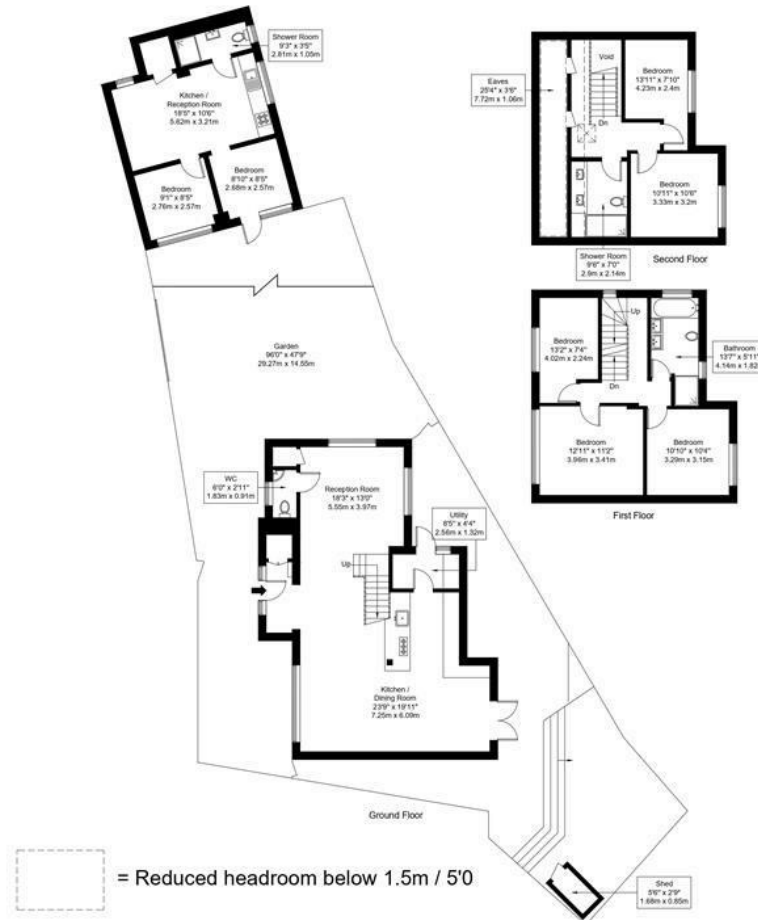 Shower Room
9'3" x 3'5"
2.81m x 1.05m
Kitchen /
Reception Room
18'5" x 10'6"
5.62m x 3.21m
Bedroom
8'10" x 8'5"
2.68m x 2.57m
Bedroom
9'1" x 8'5"
2.76m x 2.57m
Eaves
25'4" x 3'6"
7.72m x 1.06m
Void
Bedroom
13'11" x 7'10"
4.23m x 2.4m
Dn
Bedroom
10'11" x 10'6"
3.33m x 3.2m
Shower Room
9'6" x 7'0"
2.9m x 2.14m
Second Floor
Up
Bedroom
13'2" x 7'4"
4.02m x 2.24m
Bathroom
13'7" x 5'11"
4.14m x 1.82
Dn
Bedroom
12'11" x 11'2"
3.96m x 3.41m
Bedroom
10'10" x 10'4"
3.29m x 3.15m
First Floor
Garden
96'0" x 47'9"
29.27m x 14.55m
WC
6'0" x 2'11"
1.83m x 0.91m
Reception Room
18'3" x 13'0"
5.55m x 3.97m
Utility
8'5" x 4'4"
2.56m x 1.32m
Up
Kitchen /
Dining Room
23'9" x 19'11"
7.25m x 6.09m
Ground Floor
Shed
5'6" x 2'9"
1.68m x 0.85m
= Reduced headroom below 1.5m / 5'0